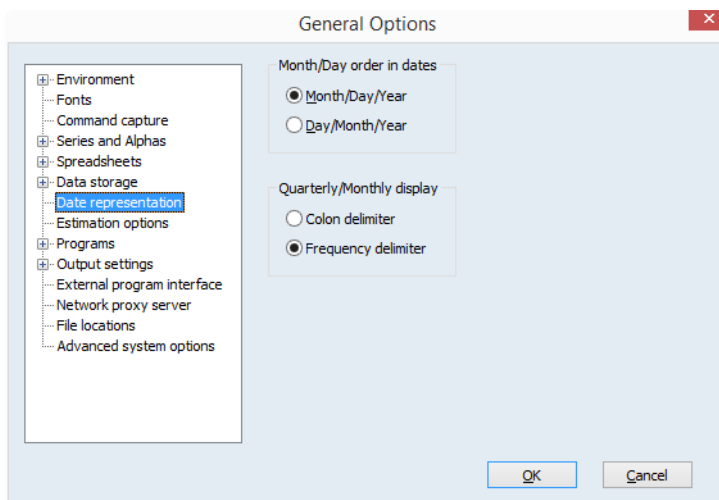 General Options
Environment
Fonts
Command capture
Series and Alphas
Spreadsheets
Data storage
Date representation
Estimation options
Programs
Output settings
External program interface
Network proxy server
File locations
Advanced system options
Month/Day order in dates
Month/Day/Year
Day/Month/Year
Quarterly/Monthly display
Colon delimiter
Frequency delimiter
OK
Cancel